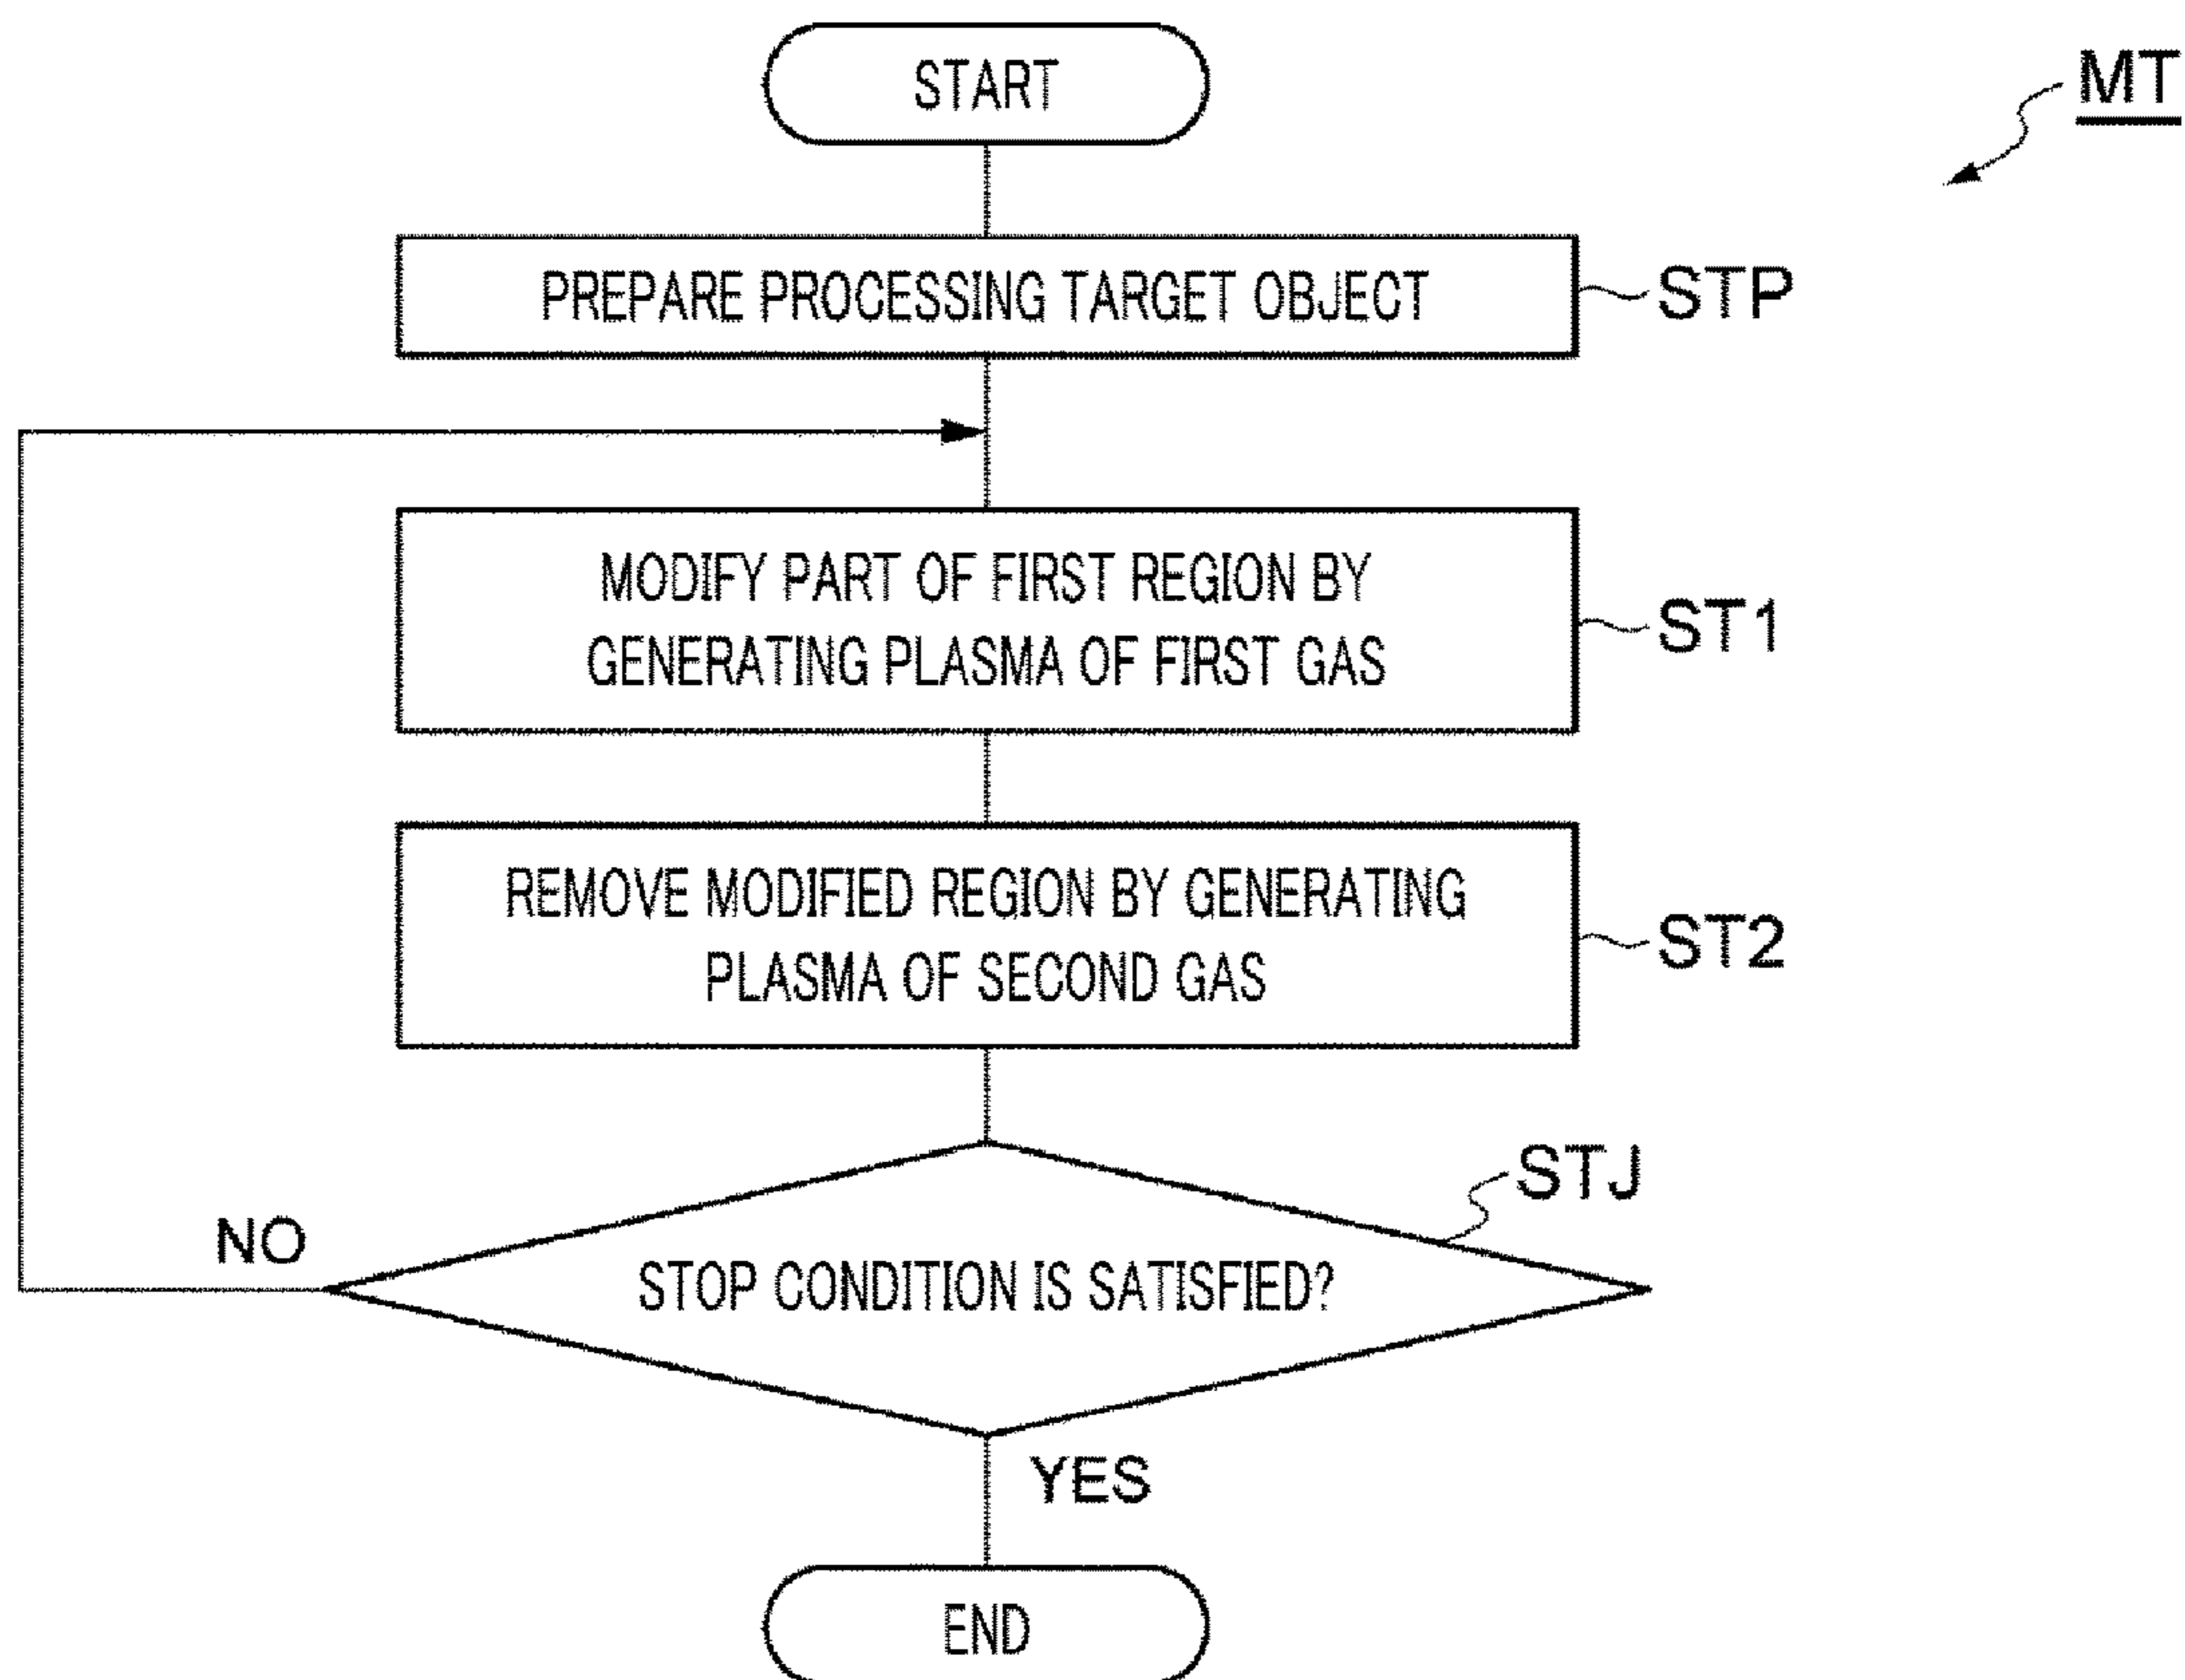 START
MT
PREPARE PROCESSING TARGET OBJECT
STP
MODIFY PART OF FIRST REGION BY
GENERATING PLASMA OF FIRST GAS
ST1
REMOVE MODIFIED REGION BY GENERATING
PLASMA OF SECOND GAS
ST2
STJ
NO
STOP CONDITION IS SATISFIED?
YES
END